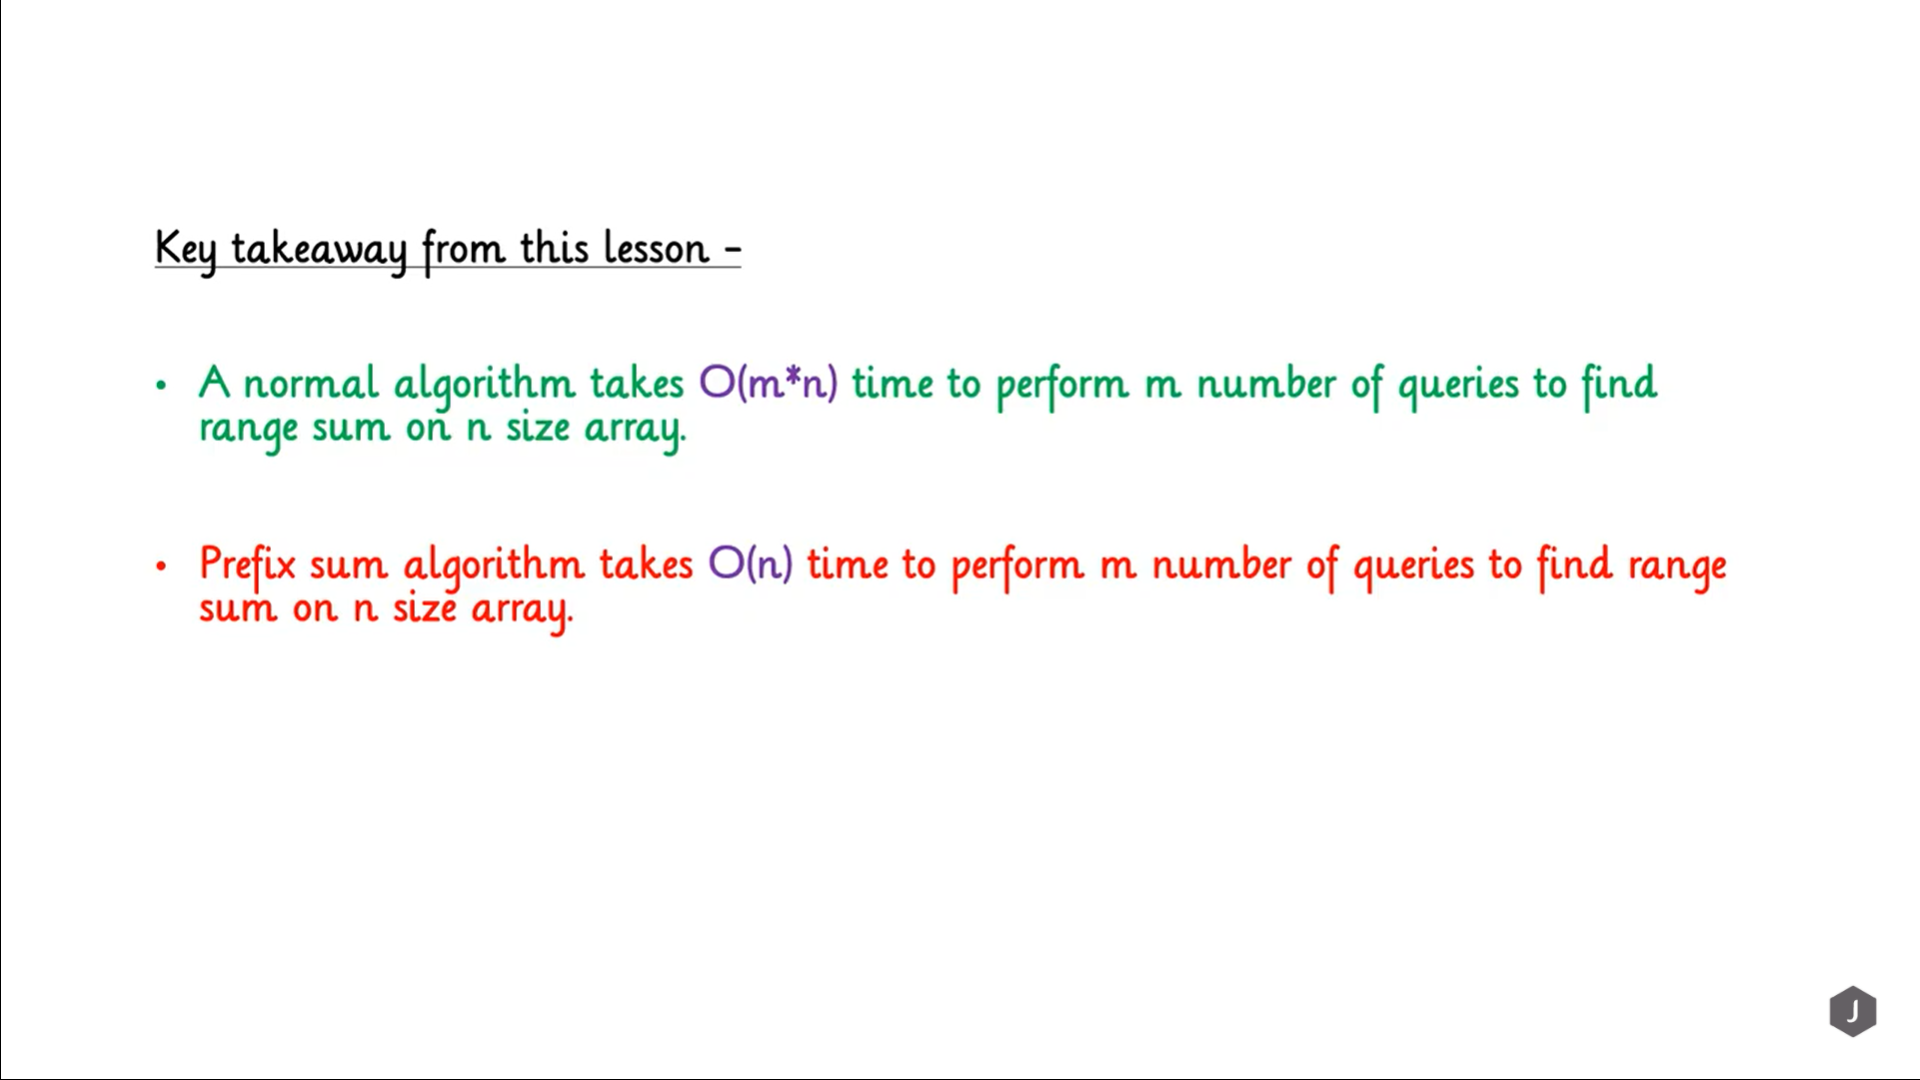 Key takeaway from this lesson -
• A normal algorithm takes O(m*n) time to perform m number of queries to find
range sum on n size array.
• Prefix sum algorithm takes O(n) time to perform m number of queries to find range
sum on n size array.
J